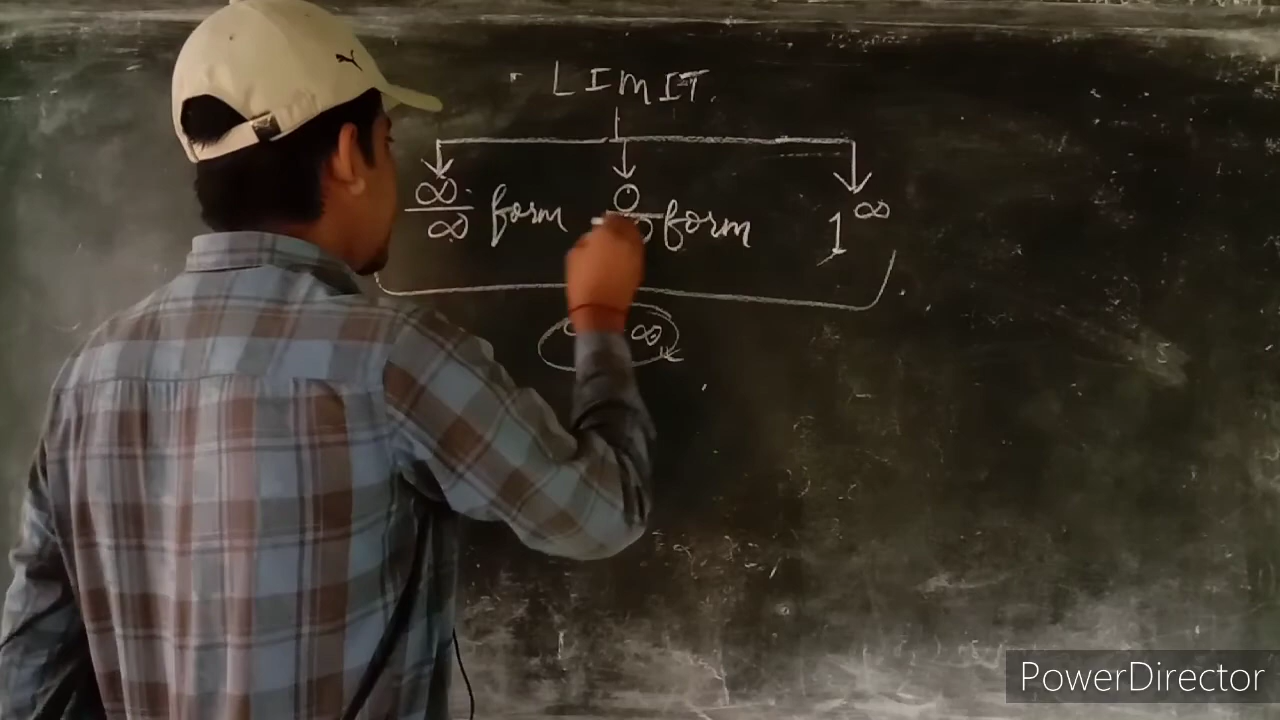 LIMIT.
∞/∞ form 0/0 form 1^∞
∞
PowerDirector